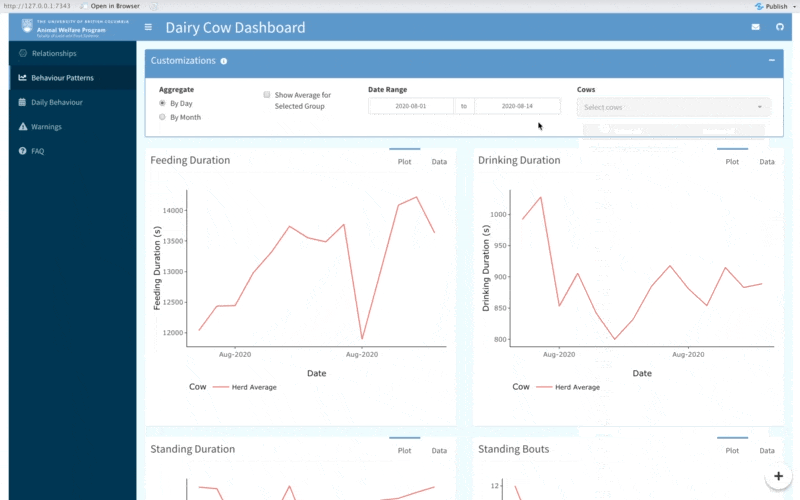 http://127.0.0.1:7343
Open in Browser
Publish
THE UNIVERSITY OF BRITISH COLUMBIA
Animal Welfare Program
Faculty of Land and Food Systems
Dairy Cow Dashboard
Relationships
Behaviour Patterns
Daily Behaviour
Warnings
FAQ
Customizations
Aggregate
By Day
By Month
Show Average for
Selected Group
Date Range
2020-08-01 to 2020-08-14
Cows
Select cows
Feeding Duration
Plot Data
Feeding Duration (s)
14000
13500
13000
12500
12000
Aug-2020 Aug-2020
Date
Cow Herd Average
Drinking Duration
Plot Data
Drinking Duration (s)
1000
950
900
850
800
Aug-2020 Aug-2020
Date
Cow Herd Average
Standing Duration
Plot Data
Standing Bouts
Plot Data
12